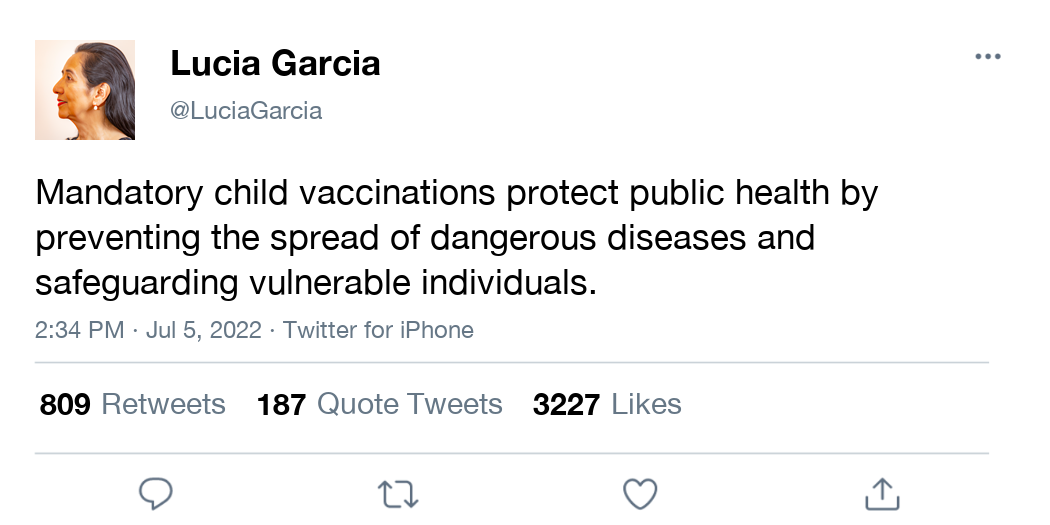 Lucia Garcia
@LuciaGarcia
Mandatory child vaccinations protect public health by
preventing the spread of dangerous diseases and
safeguarding vulnerable individuals.
2:34 PM · Jul 5, 2022 · Twitter for iPhone
809 Retweets 187 Quote Tweets 3227 Likes